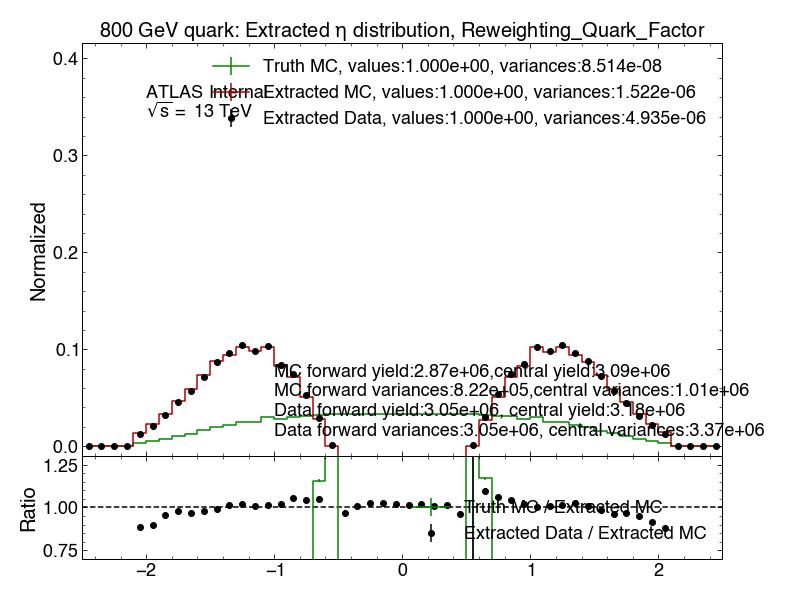 800 GeV quark: Extracted η distribution, Reweighting_Quark_Factor
0.4
0.3
0.2
0.1
0.0
Normalized
Truth MC, values:1.000e+00, variances:8.514e-08
ATLAS Internal
Extracted MC, values:1.000e+00, variances:1.522e-06
√s = 13 TeV
Extracted Data, values:1.000e+00, variances:4.935e-06
MC forward yield:2.87e+06,central yield:3.09e+06
MC forward variances:8.22e+05,central variances:1.01e+06
Data forward yield:3.05e+06, central yield:3.18e+06
Data forward variances:3.05e+06, central variances:3.37e+06
1.25
1.00
0.75
Ratio
Truth MC / Extracted MC
Extracted Data / Extracted MC
−2 −1 0 1 2